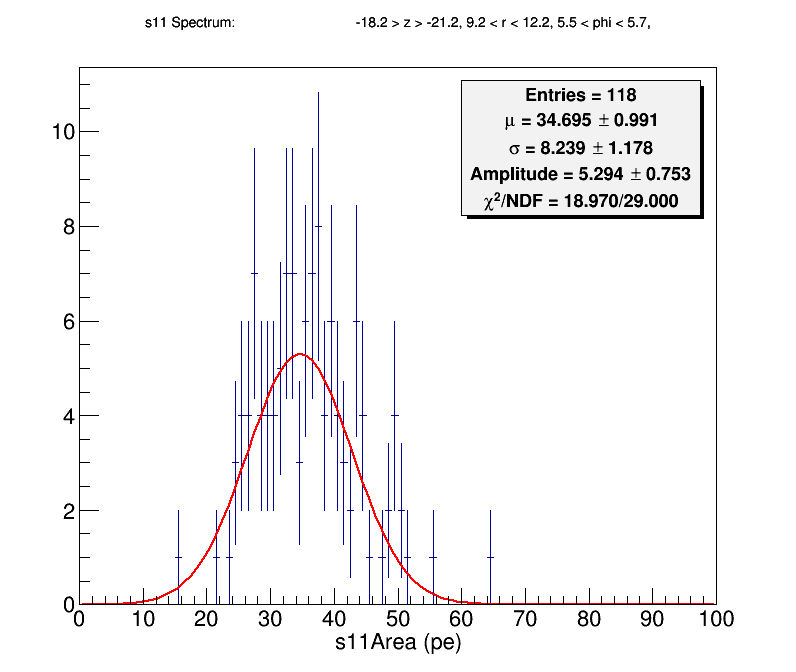 s11 Spectrum: -18.2 > z > -21.2, 9.2 < r < 12.2, 5.5 < phi < 5.7,
Entries = 118
μ = 34.695 ± 0.991
σ = 8.239 ± 1.178
Amplitude = 5.294 ± 0.753
χ²/NDF = 18.970/29.000
10
8
6
4
2
0
0 10 20 30 40 50 60 70 80 90 100
s11Area (pe)